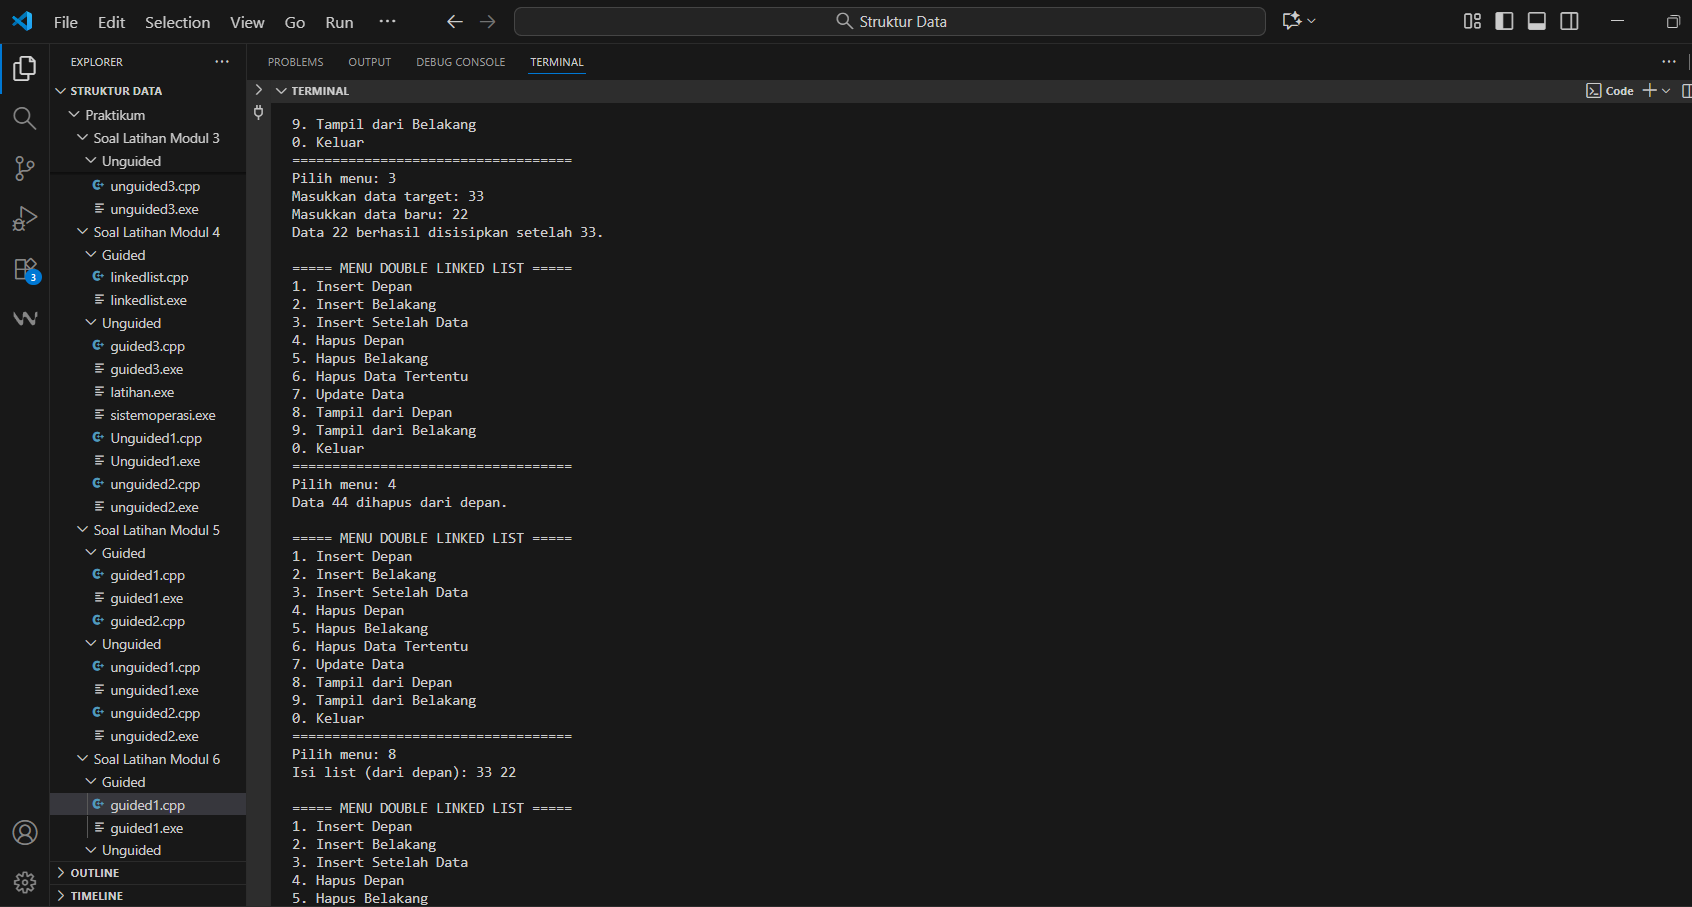 File Edit Selection View Go Run ··· Struktur Data
EXPLORER
STRUKTUR DATA
Praktikum
Soal Latihan Modul 3
Unguided
unguided3.cpp
unguided3.exe
Soal Latihan Modul 4
Guided
linkedlist.cpp
linkedlist.exe
Unguided
guided3.cpp
guided3.exe
latihan.exe
sistemoperasi.exe
Unguided1.cpp
Unguided1.exe
unguided2.cpp
unguided2.exe
Soal Latihan Modul 5
Guided
guided1.cpp
guided1.exe
guided2.cpp
Unguided
unguided1.cpp
unguided1.exe
unguided2.cpp
unguided2.exe
Soal Latihan Modul 6
Guided
guided1.cpp
guided1.exe
Unguided
OUTLINE
TIMELINE
3
PROBLEMS OUTPUT DEBUG CONSOLE TERMINAL
TERMINAL
Code
9. Tampil dari Belakang
0. Keluar
===================================
Pilih menu: 3
Masukkan data target: 33
Masukkan data baru: 22
Data 22 berhasil disisipkan setelah 33.
===== MENU DOUBLE LINKED LIST =====
1. Insert Depan
2. Insert Belakang
3. Insert Setelah Data
4. Hapus Depan
5. Hapus Belakang
6. Hapus Data Tertentu
7. Update Data
8. Tampil dari Depan
9. Tampil dari Belakang
0. Keluar
===================================
Pilih menu: 4
Data 44 dihapus dari depan.
===== MENU DOUBLE LINKED LIST =====
1. Insert Depan
2. Insert Belakang
3. Insert Setelah Data
4. Hapus Depan
5. Hapus Belakang
6. Hapus Data Tertentu
7. Update Data
8. Tampil dari Depan
9. Tampil dari Belakang
0. Keluar
===================================
Pilih menu: 8
Isi list (dari depan): 33 22
===== MENU DOUBLE LINKED LIST =====
1. Insert Depan
2. Insert Belakang
3. Insert Setelah Data
4. Hapus Depan
5. Hapus Belakang